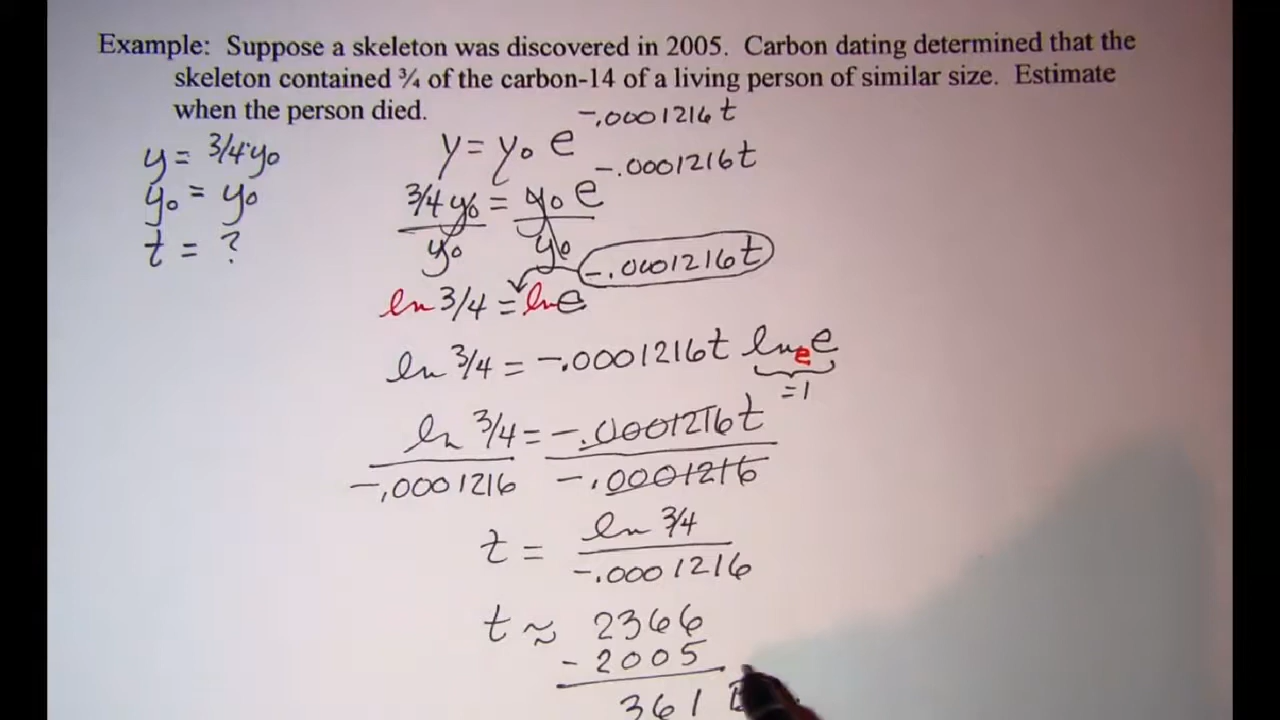 Example: Suppose a skeleton was discovered in 2005. Carbon dating determined that the
skeleton contained ¾ of the carbon-14 of a living person of similar size. Estimate
when the person died.
y = 3/4·y₀
y₀ = y₀
t = ?
y = y₀ e -.0001216t
3/4 y₀ = y₀ e -.0001216t
y₀ y₀
ln 3/4 = ln e -.0001216t
ln 3/4 = -.0001216t lnₑ e
= 1
ln 3/4 = -.0001216t
-.0001216 -.0001216
t = ln 3/4
-.0001216
t ≈ 2366
- 2005
361